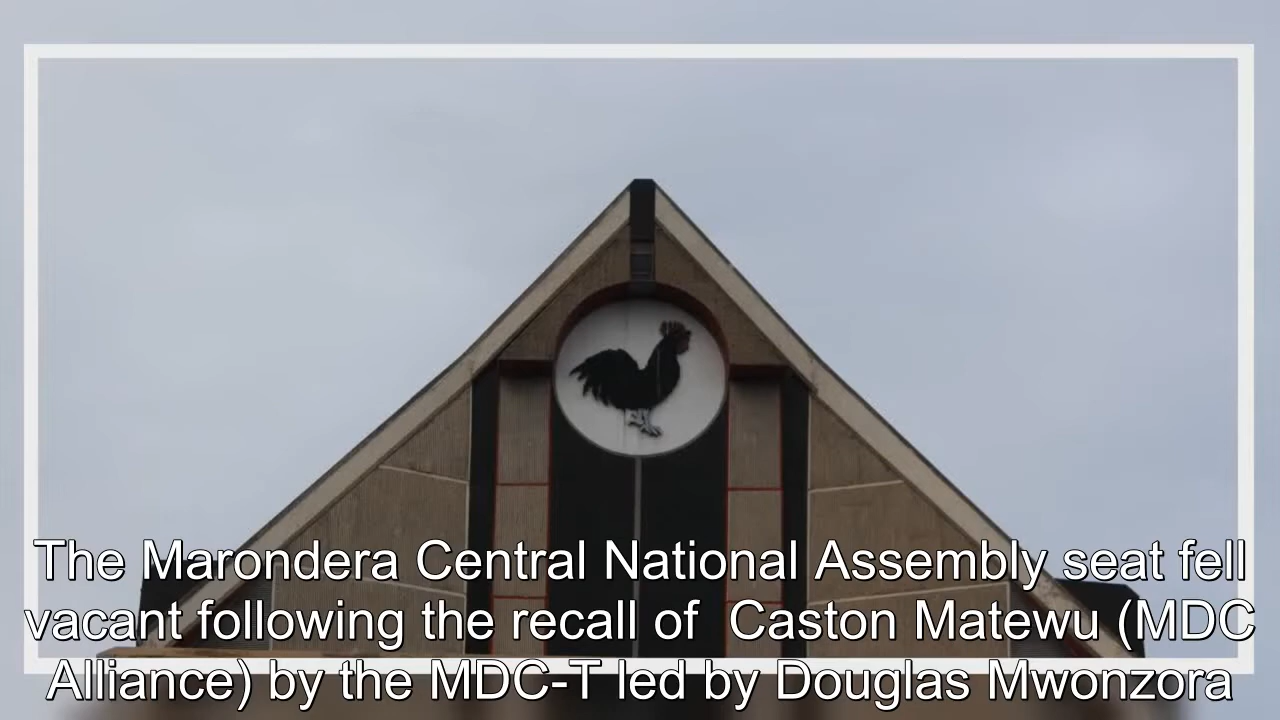 The Marondera Central National Assembly seat fell
vacant following the recall of  Caston Matewu (MDC
Alliance) by the MDC-T led by Douglas Mwonzora